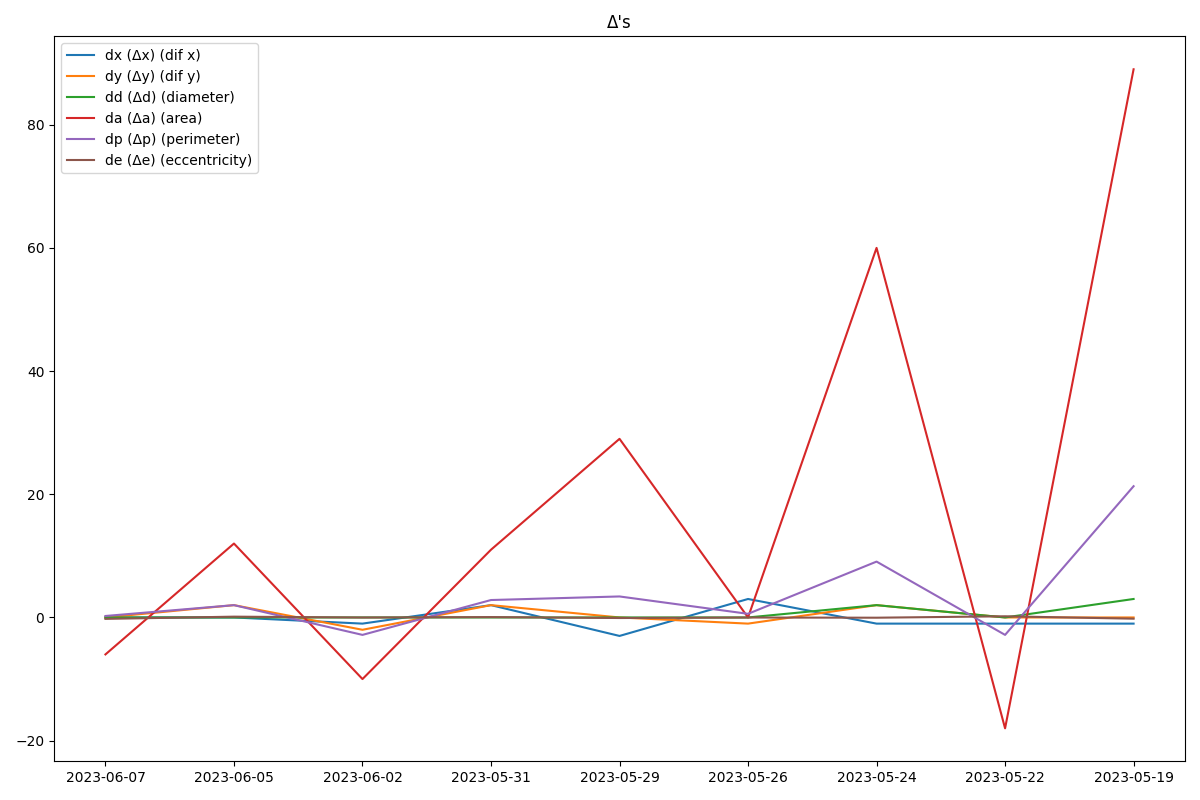 Δ's
dx (Δx) (dif x)
dy (Δy) (dif y)
dd (Δd) (diameter)
da (Δa) (area)
dp (Δp) (perimeter)
de (Δe) (eccentricity)
80
60
40
20
0
−20
2023-06-07 2023-06-05 2023-06-02 2023-05-31 2023-05-29 2023-05-26 2023-05-24 2023-05-22 2023-05-19